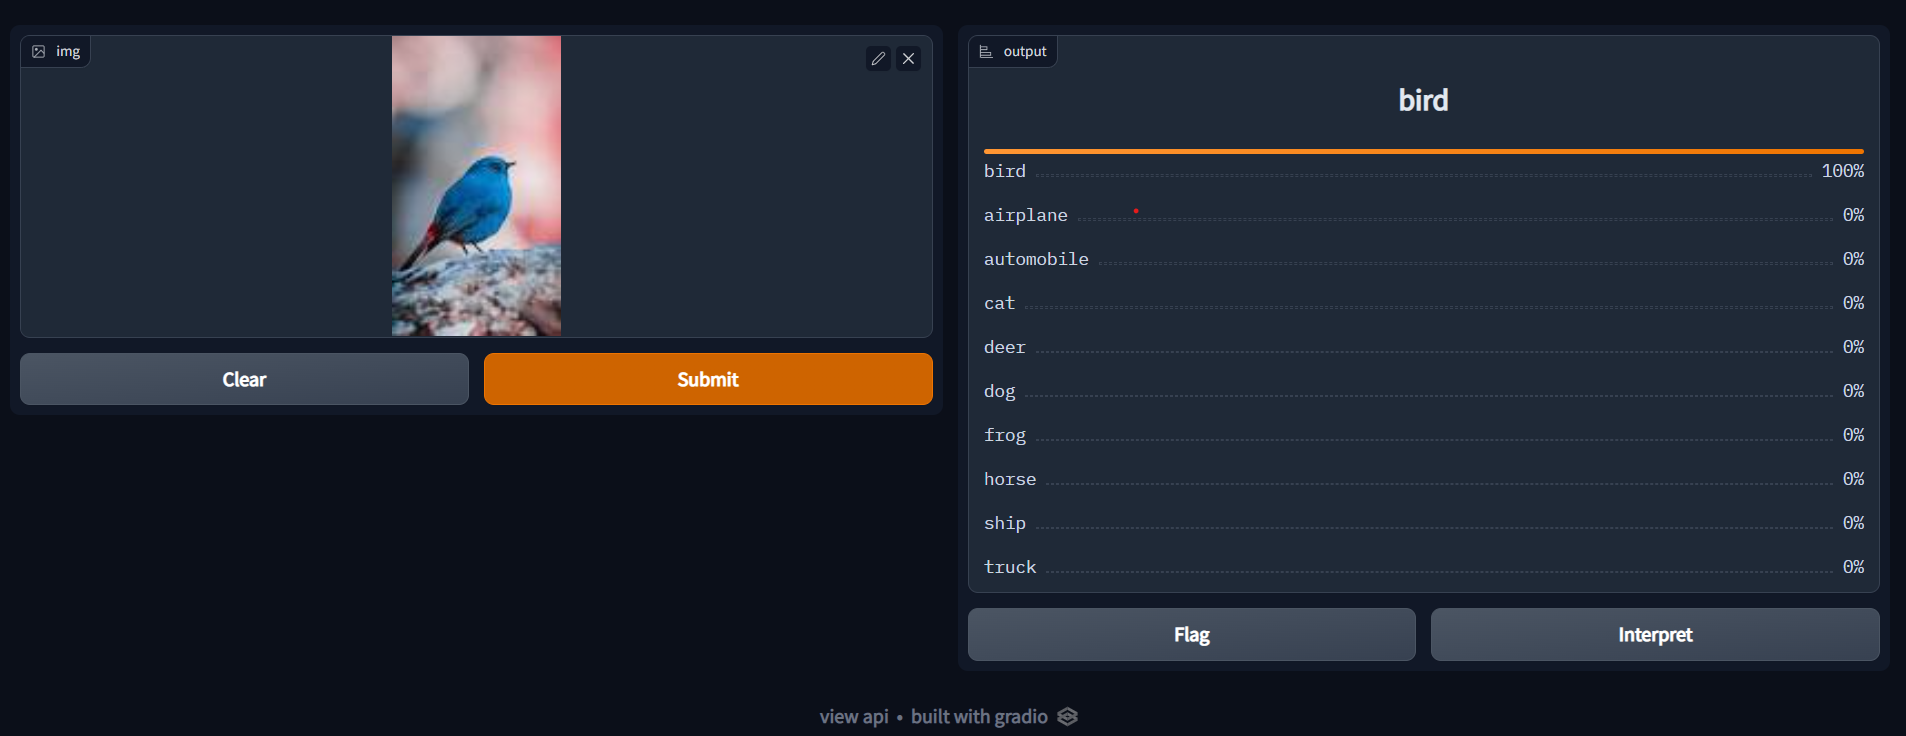 img
Clear
Submit
output
bird
bird 100%
airplane 0%
automobile 0%
cat 0%
deer 0%
dog 0%
frog 0%
horse 0%
ship 0%
truck 0%
Flag
Interpret
view api • built with gradio